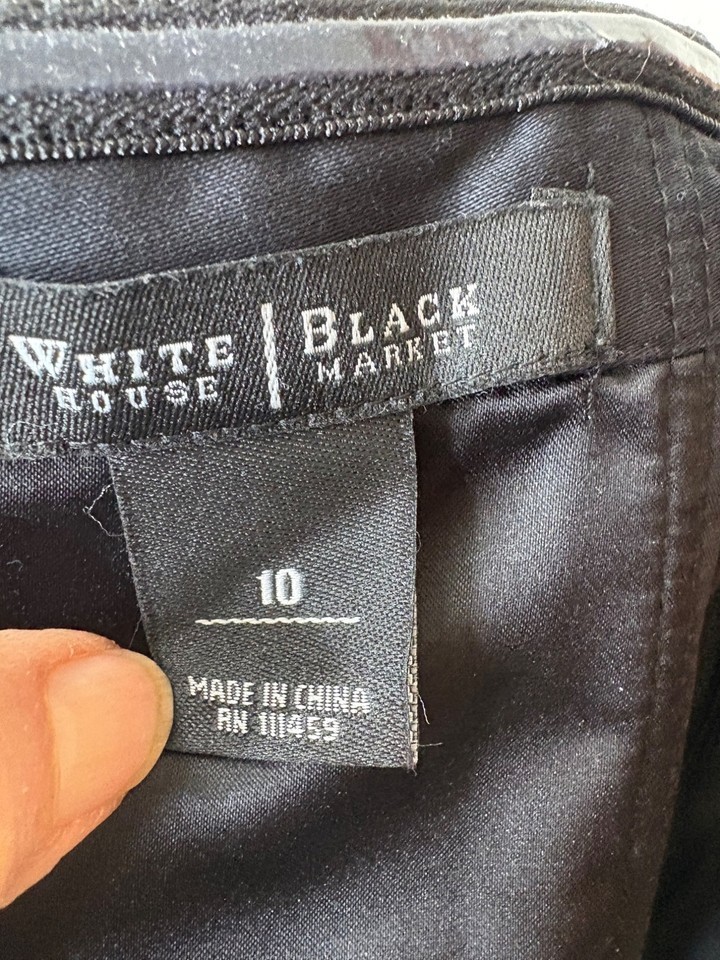 WHITE HOUSE | BLACK MARKET
10
MADE IN CHINA
RN 111459